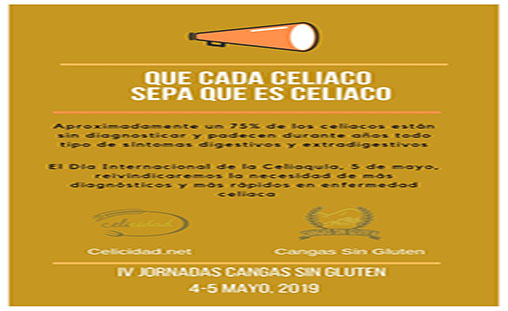 QUE CADA CELIACO
SEPA QUE ES CELIACO
Aproximadamente un 75% de los celiacos están
sin diagnosticar y padecen durante años todo
tipo de síntomas digestivos y extradigestivos
El Día Internacional de la Celiaquía, 5 de mayo,
reivindicaremos la necesidad de más
diagnósticos y más rápidos en enfermedad
celiaca
celicidad
Celicidad.net
Cangas Sin Gluten
IV JORNADAS CANGAS SIN GLUTEN
4-5 MAYO, 2019